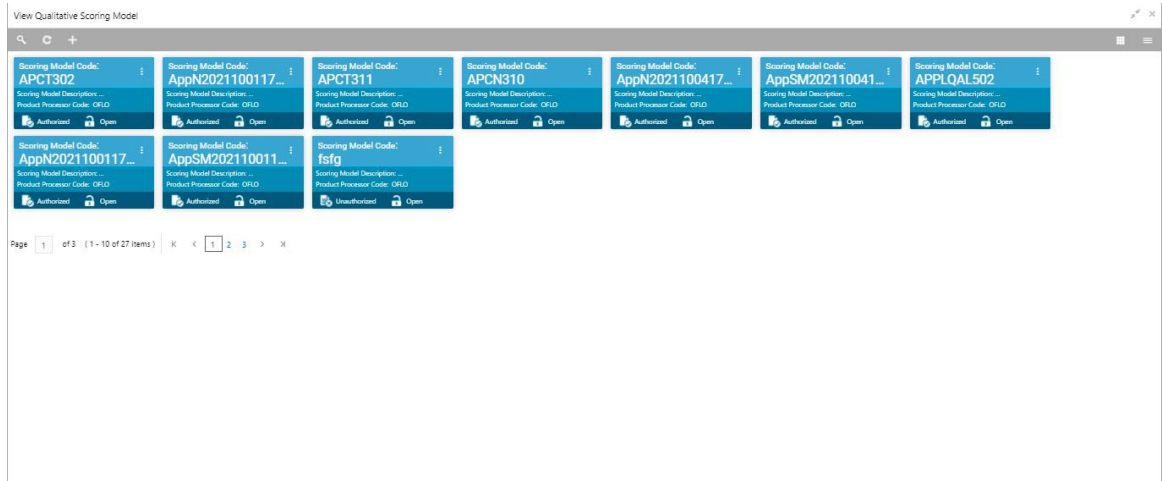 View Qualitative Scoring Model
Scoring Model Code:
APCT302
Scoring Model Description: ...
Product Processor Code: OFLO
Authorized Open
Scoring Model Code:
AppN2021100117...
Scoring Model Description: ...
Product Processor Code: OFLO
Authorized Open
Scoring Model Code:
APCT311
Scoring Model Description: ...
Product Processor Code: OFLO
Authorized Open
Scoring Model Code:
APCN310
Scoring Model Description: ...
Product Processor Code: OFLO
Authorized Open
Scoring Model Code:
AppN2021100417...
Scoring Model Description: ...
Product Processor Code: OFLO
Authorized Open
Scoring Model Code:
AppSM202110041...
Scoring Model Description: ...
Product Processor Code: OFLO
Authorized Open
Scoring Model Code:
APPLQAL502
Scoring Model Description: ...
Product Processor Code: OFLO
Authorized Open
Scoring Model Code:
AppN2021100117...
Scoring Model Description: ...
Product Processor Code: OFLO
Authorized Open
Scoring Model Code:
AppSM202110011...
Scoring Model Description: ...
Product Processor Code: OFLO
Authorized Open
Scoring Model Code:
fsfg
Scoring Model Description: ...
Product Processor Code: OFLO
Unauthorized Open
Page 1 of 3 (1 - 10 of 27 items) 1 2 3